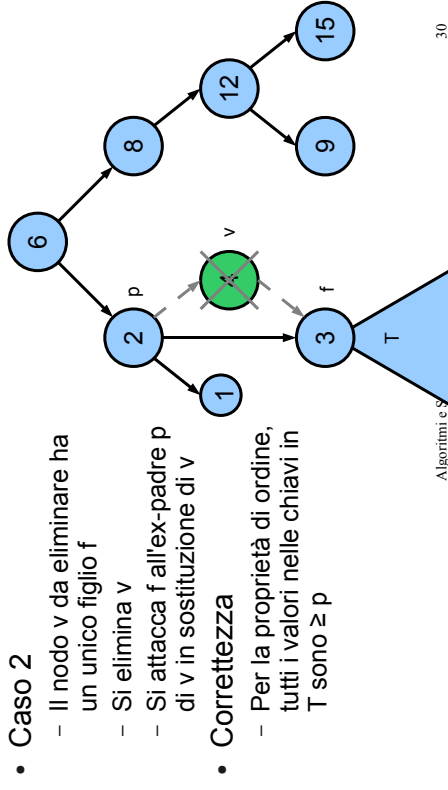 • Caso 2
– Il nodo v da eliminare ha
un unico figlio f
– Si elimina v
– Si attacca f all'ex-padre p
di v in sostituzione di v
• Correttezza
– Per la proprietà di ordine,
tutti i valori nelle chiavi in
T sono ≥ p
6
2
p
8
1
v
12
3
f
9
15
T
Algoritmi e
30